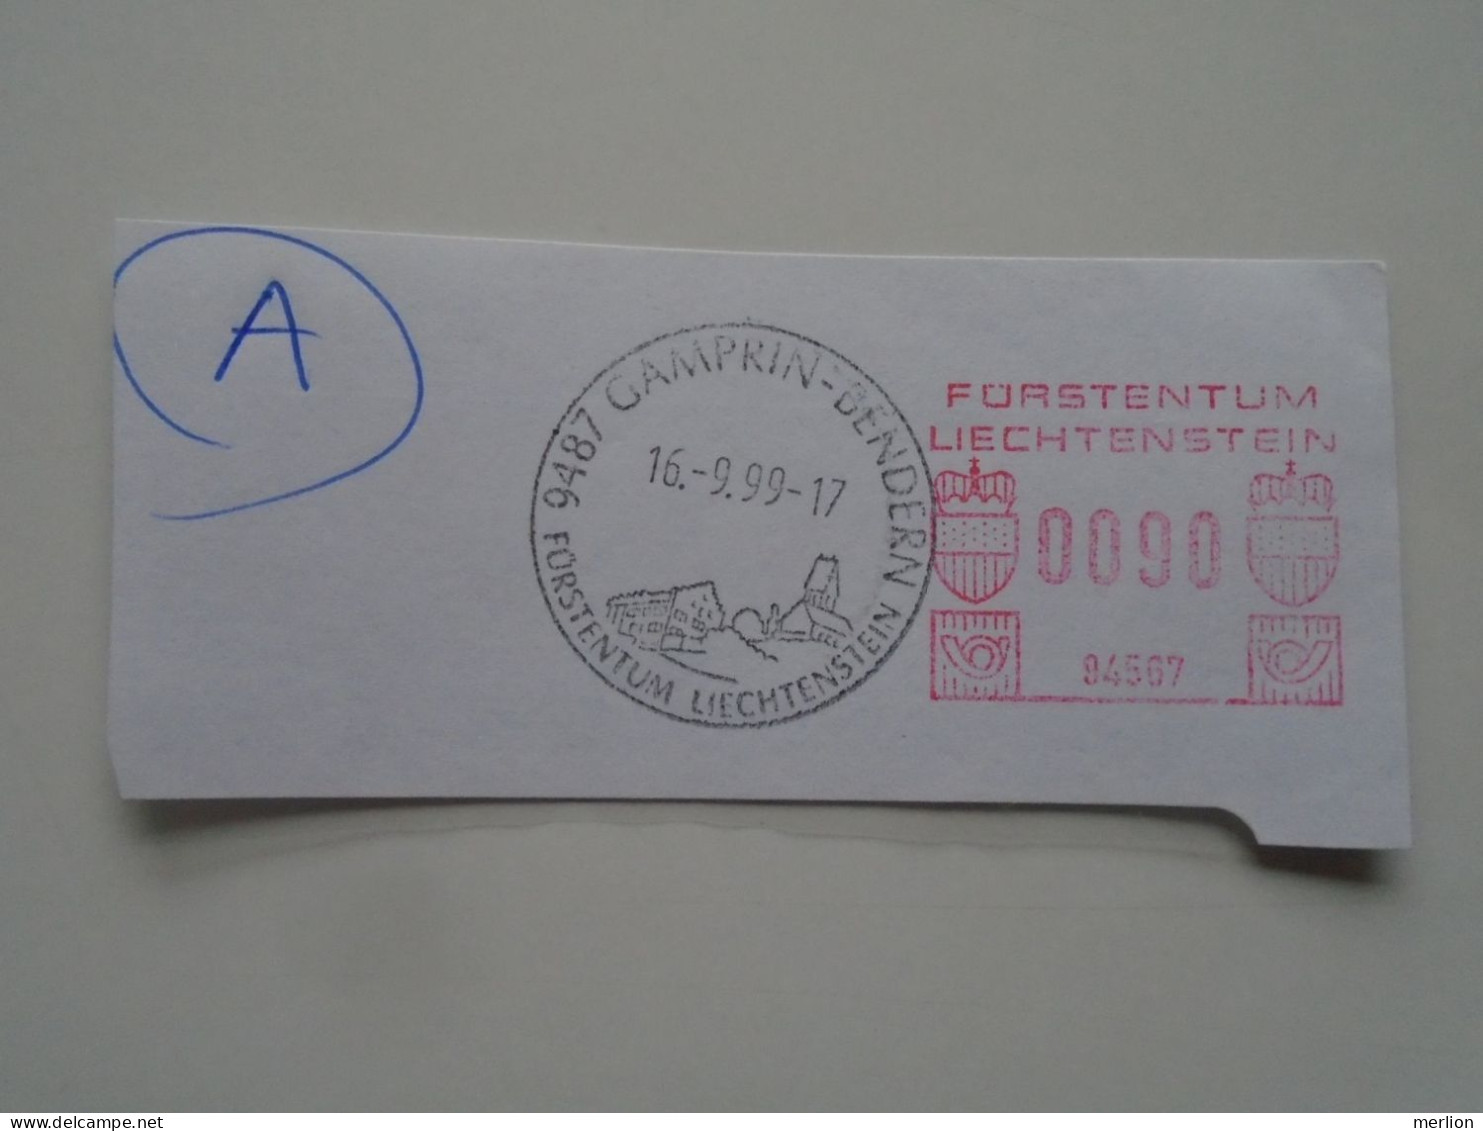 A
9487 GAMPRIN-BENDERN
16.-9.99-17
FÜRSTENTUM LIECHTENSTEIN
FÜRSTENTUM
LIECHTENSTEIN
0090
94567
www.delcampe.net
merlion